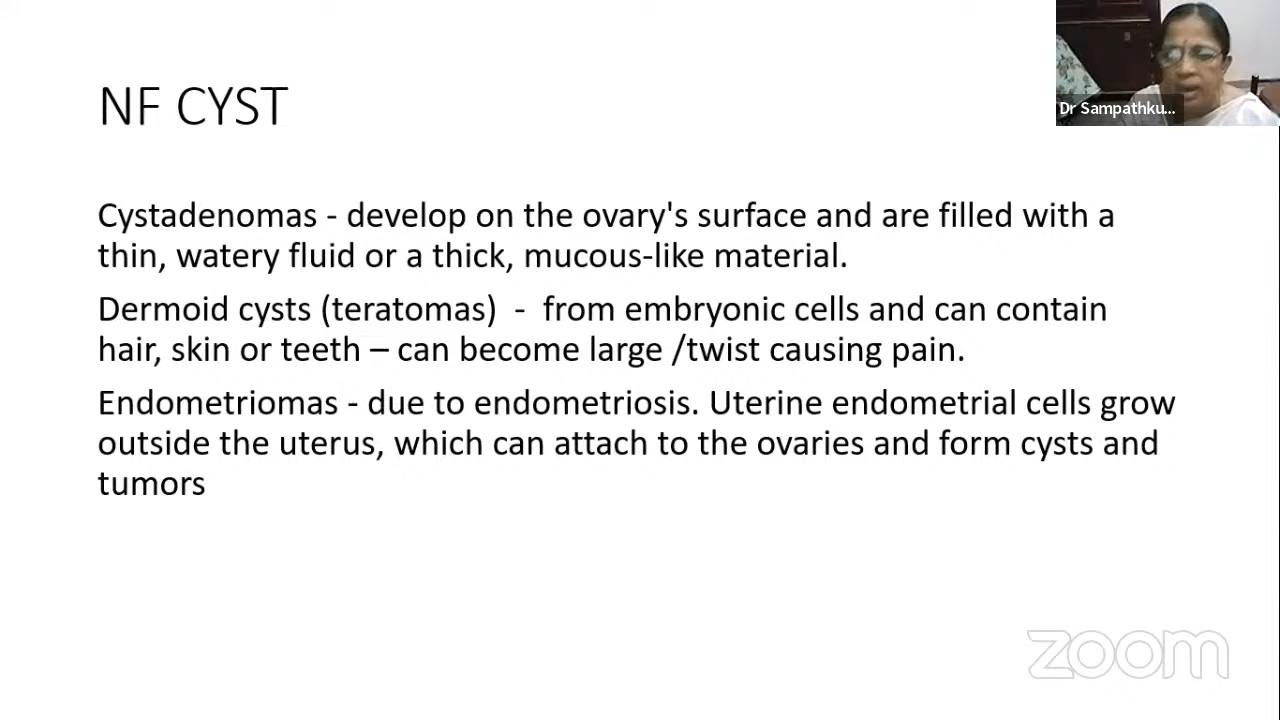 NF CYST
Dr Sampathku...
Cystadenomas - develop on the ovary's surface and are filled with a
thin, watery fluid or a thick, mucous-like material.
Dermoid cysts (teratomas)  -  from embryonic cells and can contain
hair, skin or teeth – can become large /twist causing pain.
Endometriomas - due to endometriosis. Uterine endometrial cells grow
outside the uterus, which can attach to the ovaries and form cysts and
tumors
zoom